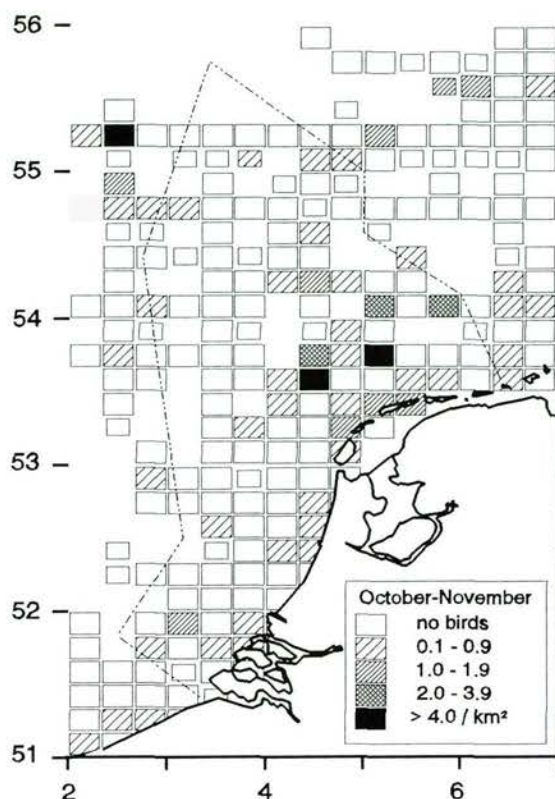 56
55
54
53
52
51
2 4 6
October-November
no birds
0.1 - 0.9
1.0 - 1.9
2.0 - 3.9
> 4.0 / km²